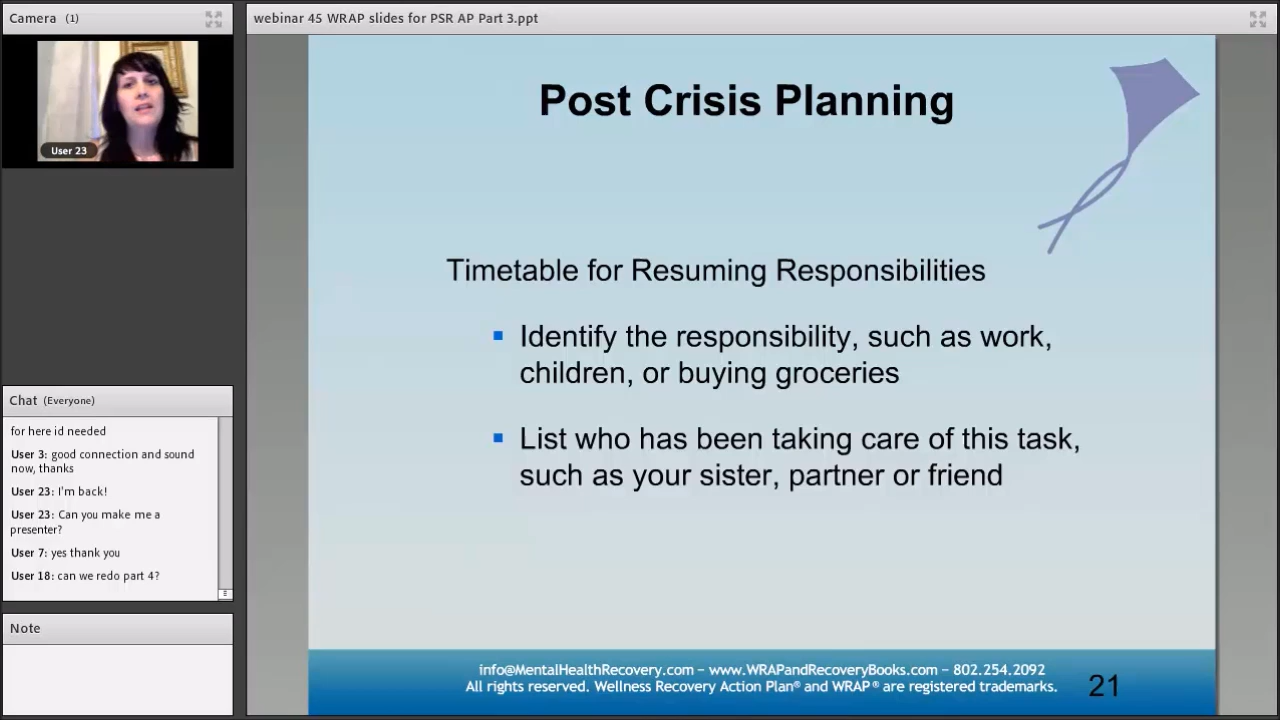 Camera (1)
User 23
Chat (Everyone)
for here id needed
User 3: good connection and sound
now, thanks
User 23: I'm back!
User 23: Can you make me a
presenter?
User 7: yes thank you
User 18: can we redo part 4?
Note
webinar 45 WRAP slides for PSR AP Part 3.ppt
Post Crisis Planning
Timetable for Resuming Responsibilities
Identify the responsibility, such as work,
children, or buying groceries
List who has been taking care of this task,
such as your sister, partner or friend
info@MentalHealthRecovery.com – www.WRAPandRecoveryBooks.com – 802.254.2092
All rights reserved. Wellness Recovery Action Plan® and WRAP ® are registered trademarks.
21